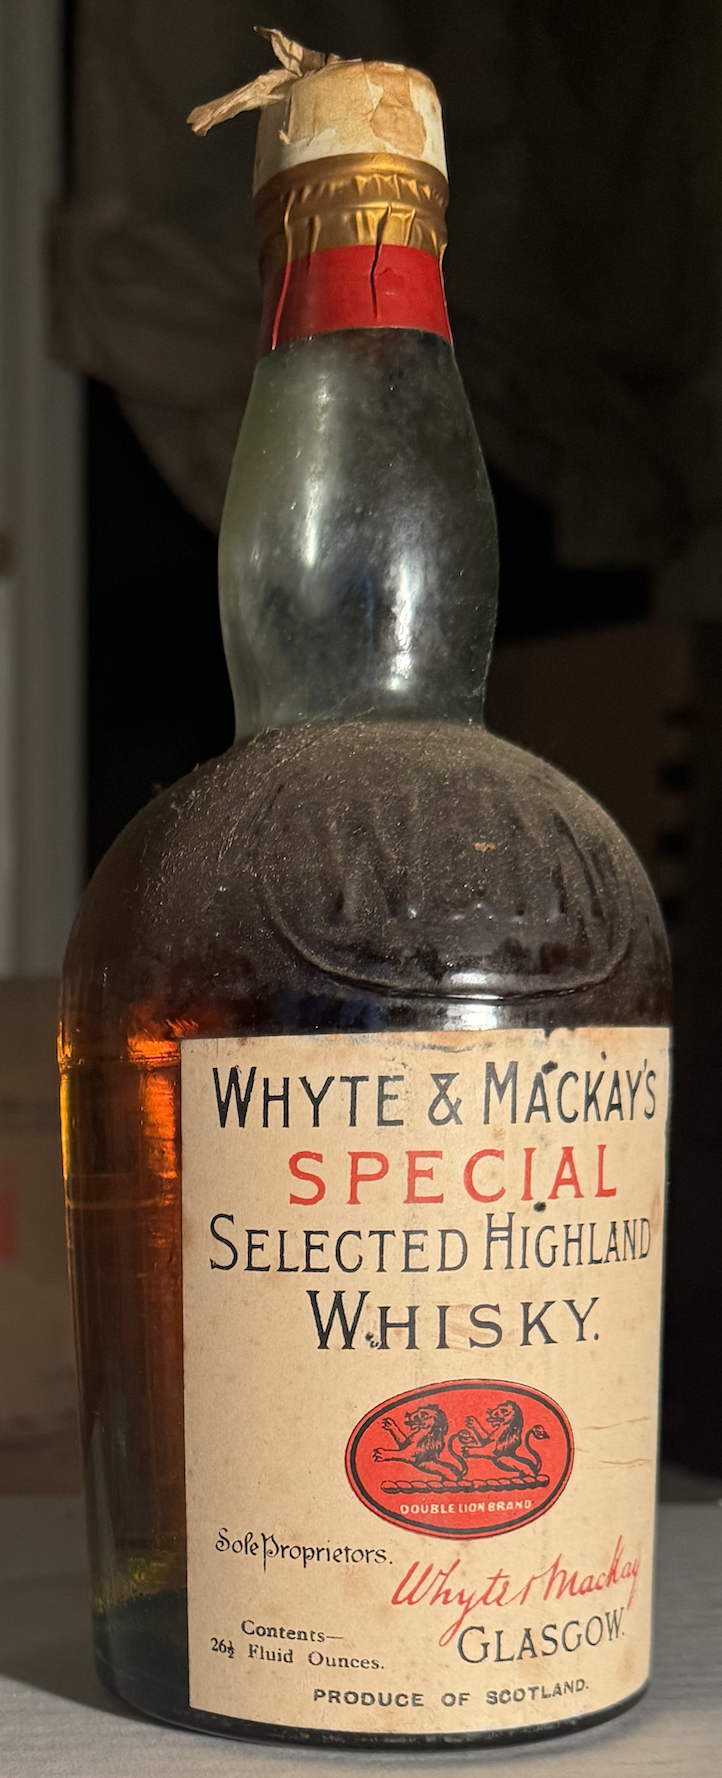 W&M
WHYTE & MACKAY'S
SPECIAL
SELECTED HIGHLAND
WHISKY.
DOUBLE LION BRAND
Sole Proprietors.
Whyte & Mackay
GLASGOW.
Contents—
26½ Fluid Ounces.
PRODUCE OF SCOTLAND.